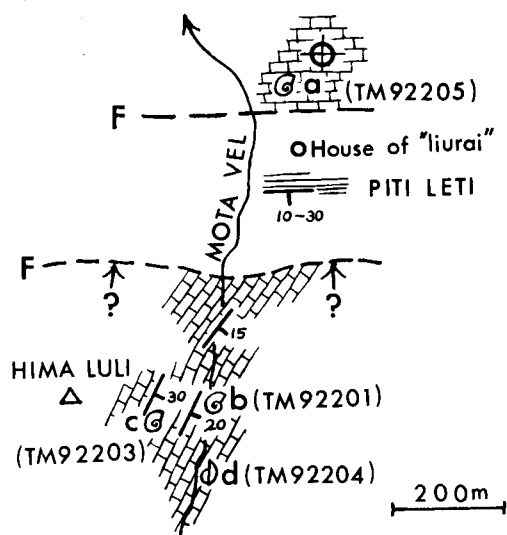 a (TM92205)
F
House of "liurai"
MOTA VEL
PITI LETI
10-30
F
? ?
15
HIMA LULI
30
b (TM92201)
c
20
(TM92203)
d (TM92204)
200m